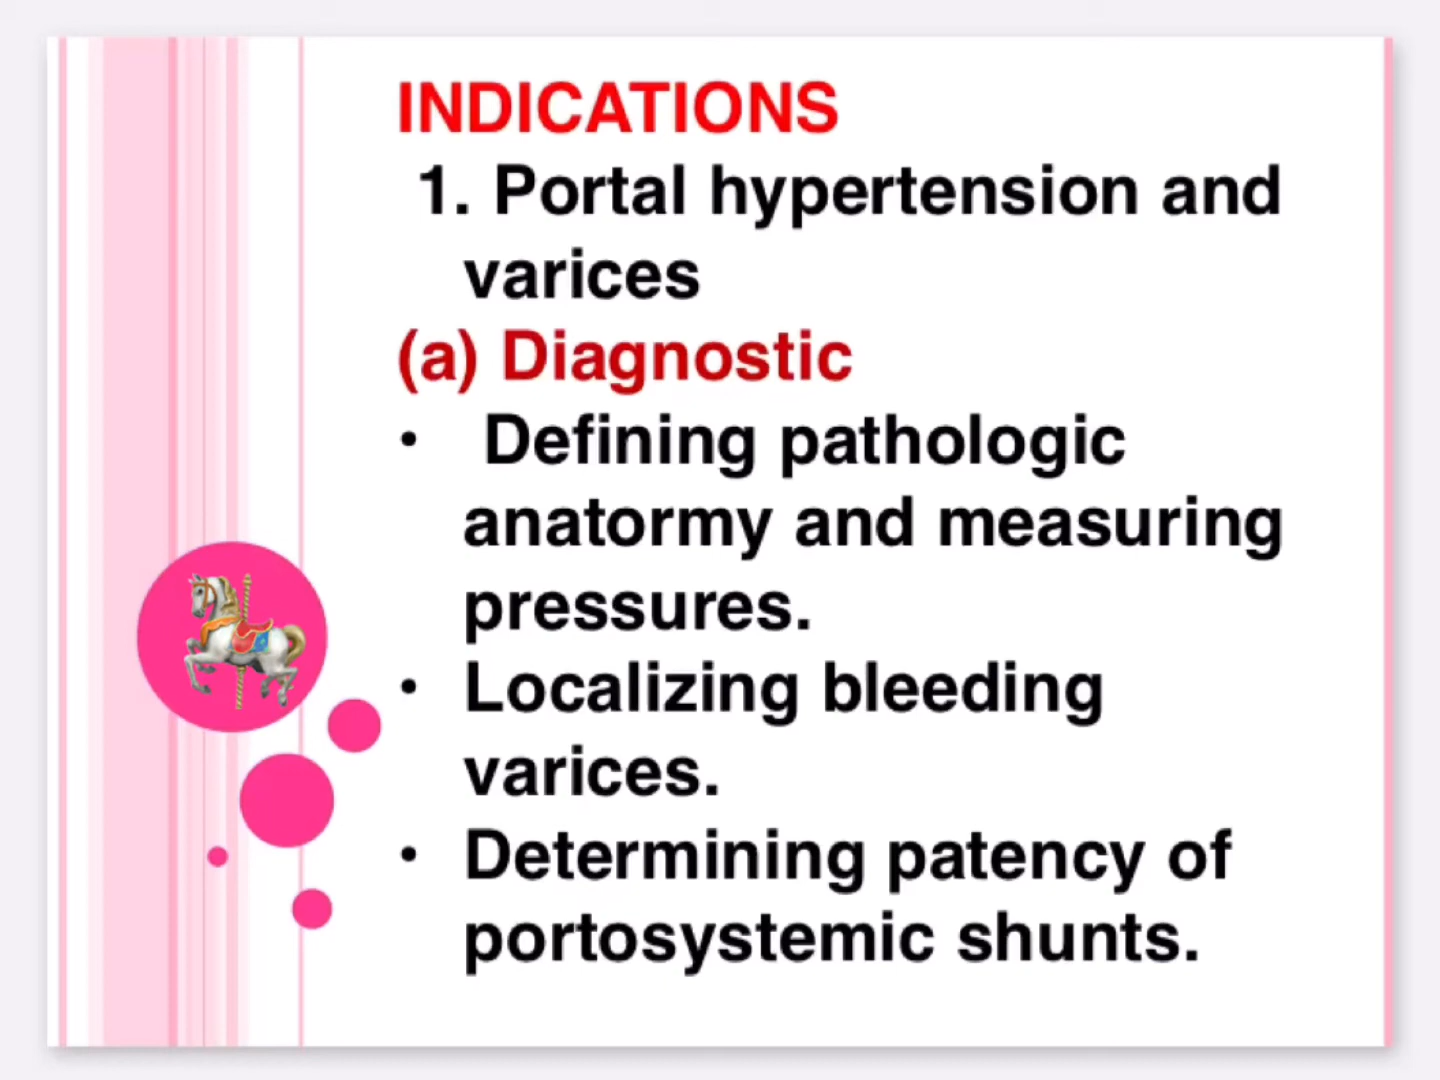 INDICATIONS
1. Portal hypertension and
varices
(a) Diagnostic
• Defining pathologic
anatormy and measuring
pressures.
• Localizing bleeding
varices.
• Determining patency of
portosystemic shunts.